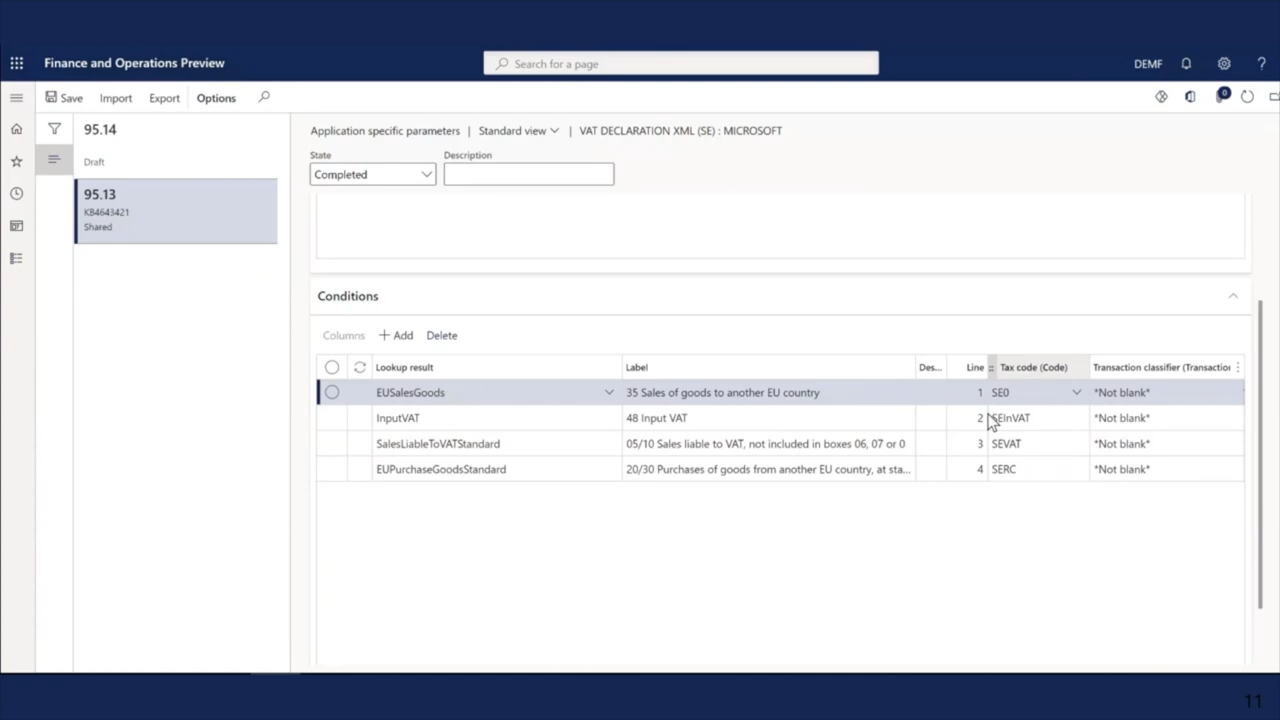 Finance and Operations Preview
Search for a page
DEMF
?
Save Import Export Options
0
95.14
Draft
95.13
KB4643421
Shared
Application specific parameters | Standard view | VAT DECLARATION XML (SE) : MICROSOFT
State Description
Completed
Conditions
Columns + Add Delete
Lookup result Label Des... Line Tax code (Code) Transaction classifier (Transaction
EUSalesGoods 35 Sales of goods to another EU country 1 SE0 *Not blank*
InputVAT 48 Input VAT 2 SEInVAT *Not blank*
SalesLiableToVATStandard 05/10 Sales liable to VAT, not included in boxes 06, 07 or 0 3 SEVAT *Not blank*
EUPurchaseGoodsStandard 20/30 Purchases of goods from another EU country, at sta... 4 SERC *Not blank*
11